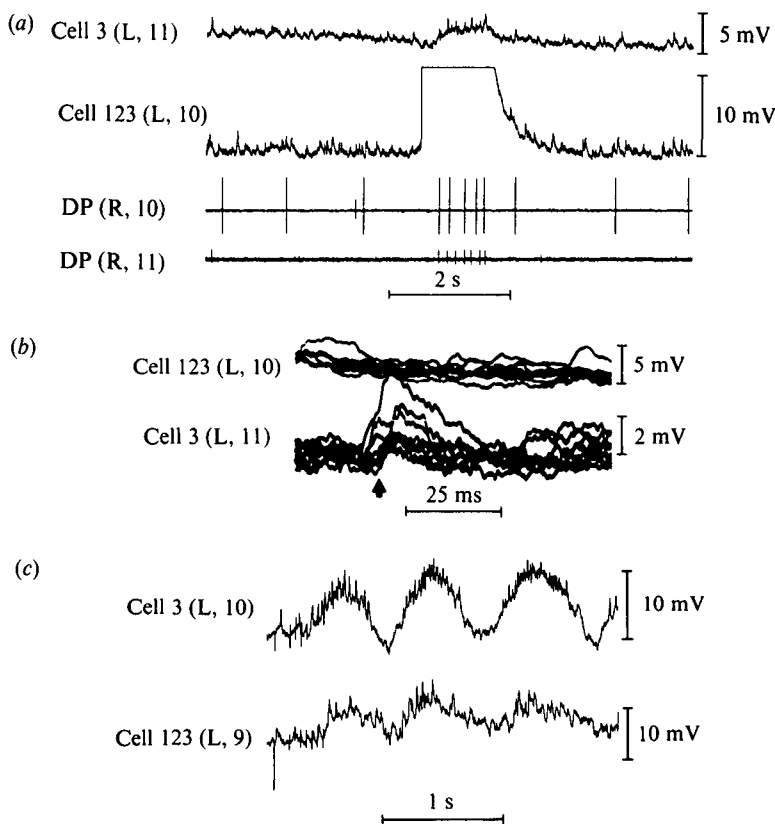 (a)
Cell 3 (L, 11)
5 mV
Cell 123 (L, 10)
10 mV
DP (R, 10)
DP (R, 11)
2 s
(b)
Cell 123 (L, 10)
5 mV
Cell 3 (L, 11)
2 mV
25 ms
(c)
Cell 3 (L, 10)
10 mV
Cell 123 (L, 9)
10 mV
1 s